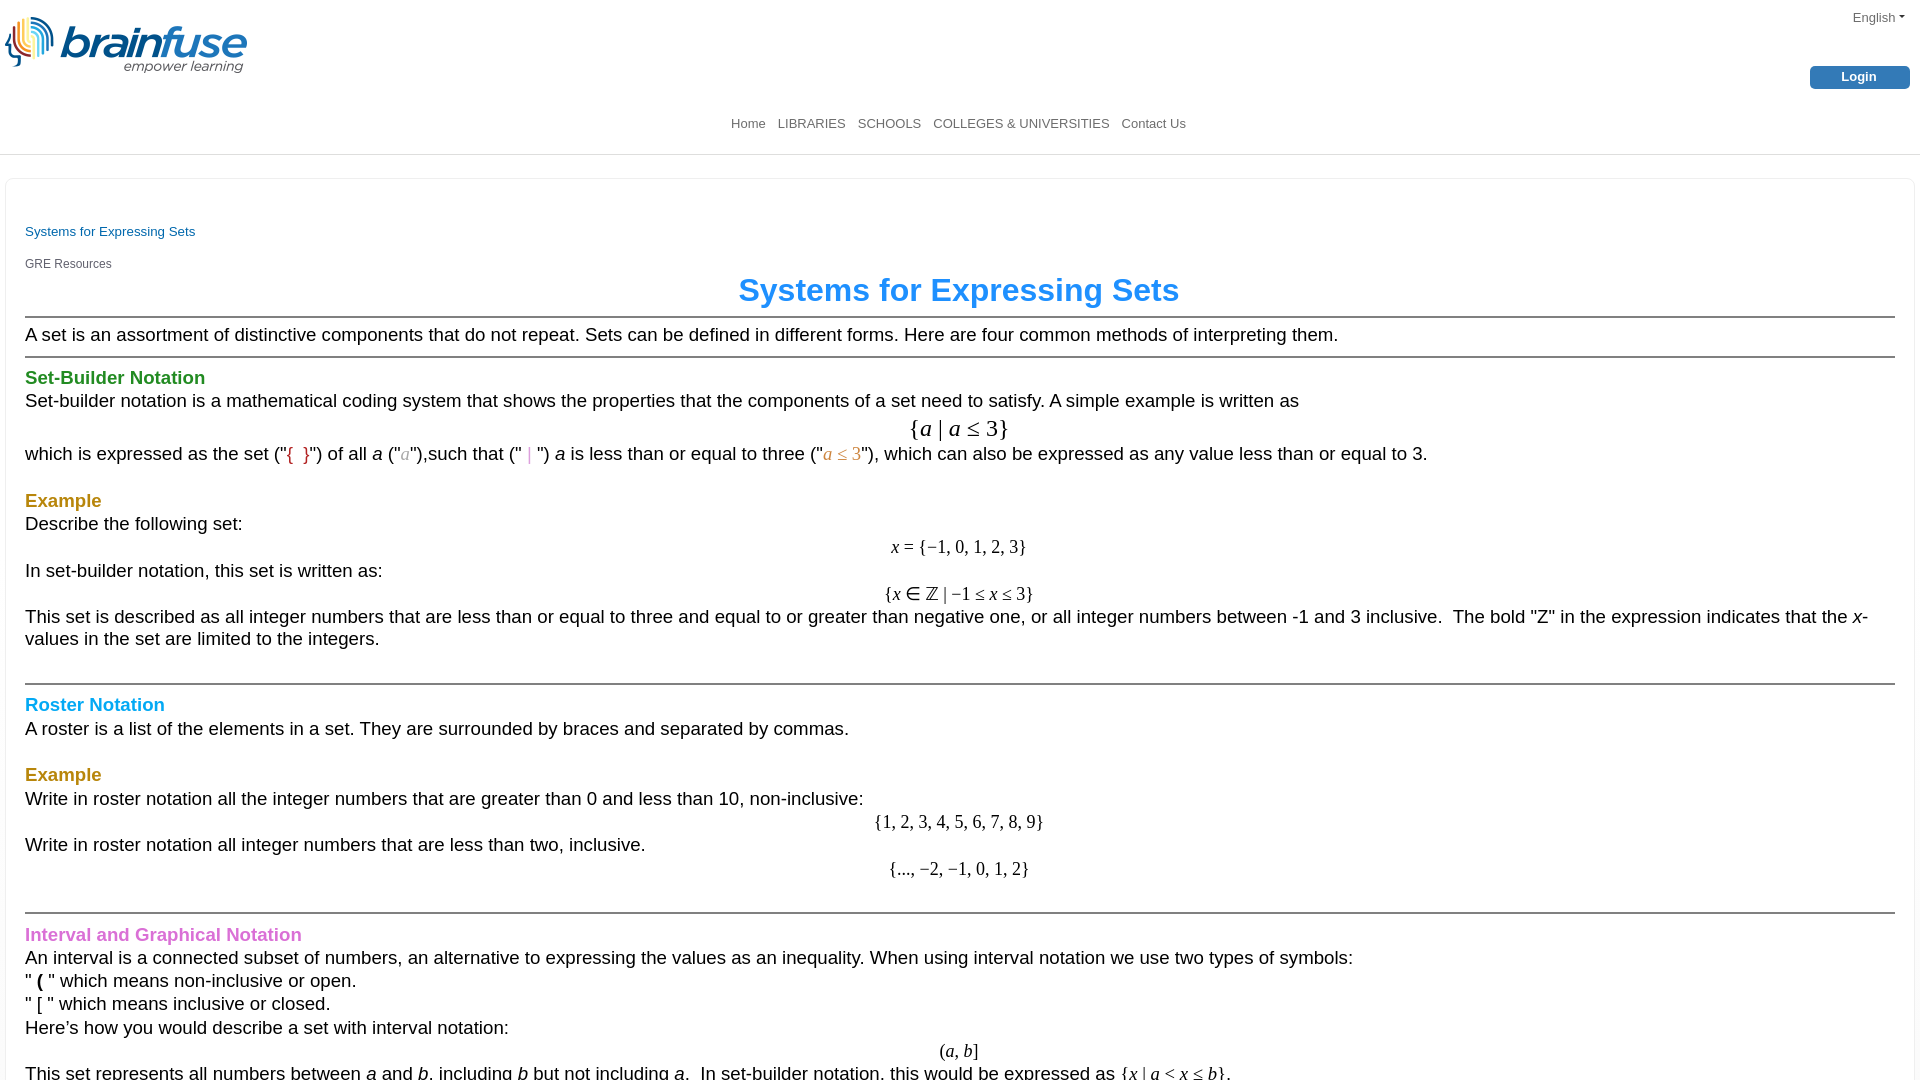 English
brainfuse
empower learning
Login
Home LIBRARIES SCHOOLS COLLEGES & UNIVERSITIES Contact Us
Systems for Expressing Sets
GRE Resources
Systems for Expressing Sets
A set is an assortment of distinctive components that do not repeat. Sets can be defined in different forms. Here are four common methods of interpreting them.
Set-Builder Notation
Set-builder notation is a mathematical coding system that shows the properties that the components of a set need to satisfy. A simple example is written as
{a | a ≤ 3}
which is expressed as the set ("{ }") of all a ("a"),such that (" | ") a is less than or equal to three ("a ≤ 3"), which can also be expressed as any value less than or equal to 3.
Example
Describe the following set:
x = {−1, 0, 1, 2, 3}
In set-builder notation, this set is written as:
{x ∈ ℤ | −1 ≤ x ≤ 3}
This set is described as all integer numbers that are less than or equal to three and equal to or greater than negative one, or all integer numbers between -1 and 3 inclusive.  The bold "Z" in the expression indicates that the x-
values in the set are limited to the integers.
Roster Notation
A roster is a list of the elements in a set. They are surrounded by braces and separated by commas.
Example
Write in roster notation all the integer numbers that are greater than 0 and less than 10, non-inclusive:
{1, 2, 3, 4, 5, 6, 7, 8, 9}
Write in roster notation all integer numbers that are less than two, inclusive.
{..., −2, −1, 0, 1, 2}
Interval and Graphical Notation
An interval is a connected subset of numbers, an alternative to expressing the values as an inequality. When using interval notation we use two types of symbols:
" ( " which means non-inclusive or open.
" [ " which means inclusive or closed.
Here’s how you would describe a set with interval notation:
(a, b]
This set represents all numbers between a and b, including b but not including a.  In set-builder notation, this would be expressed as {x | a < x ≤ b}.